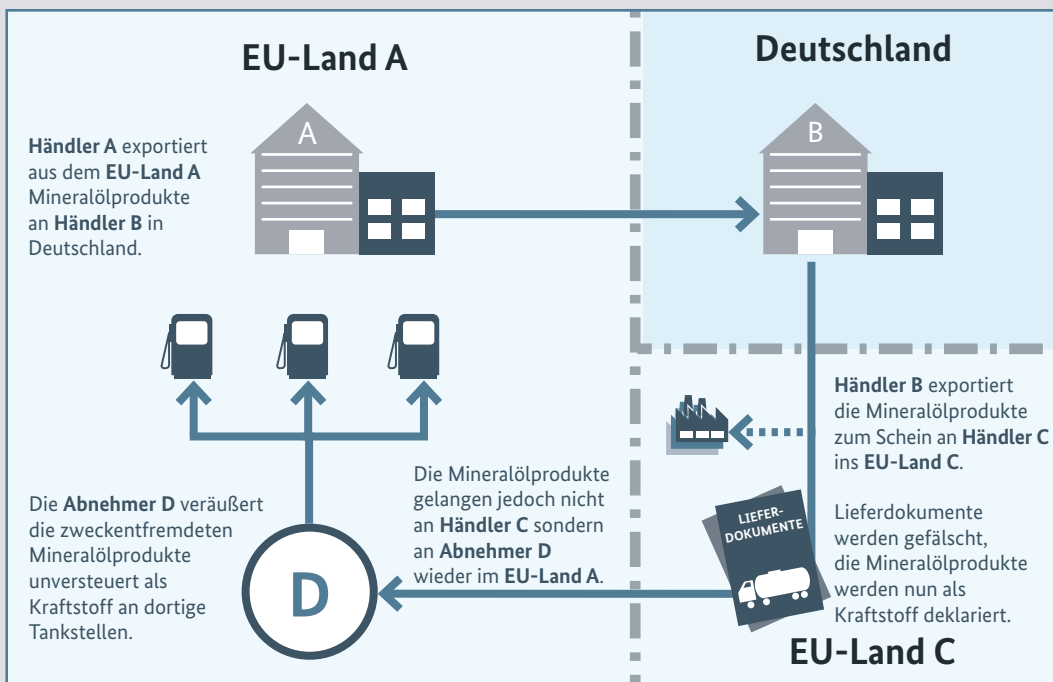 EU-Land A
Deutschland
A
B
Händler A exportiert
aus dem EU-Land A
Mineralölprodukte
an Händler B in
Deutschland.
Händler B exportiert
die Mineralölprodukte
zum Schein an Händler C
ins EU-Land C.
Lieferdokumente
werden gefälscht,
die Mineralölprodukte
werden nun als
Kraftstoff deklariert.
LIEFER-
DOKUMENTE
EU-Land C
Die Mineralölprodukte
gelangen jedoch nicht
an Händler C sondern
an Abnehmer D
wieder im EU-Land A.
D
Die Abnehmer D veräußert
die zweckentfremdeten
Mineralölprodukte
unversteuert als
Kraftstoff an dortige
Tankstellen.